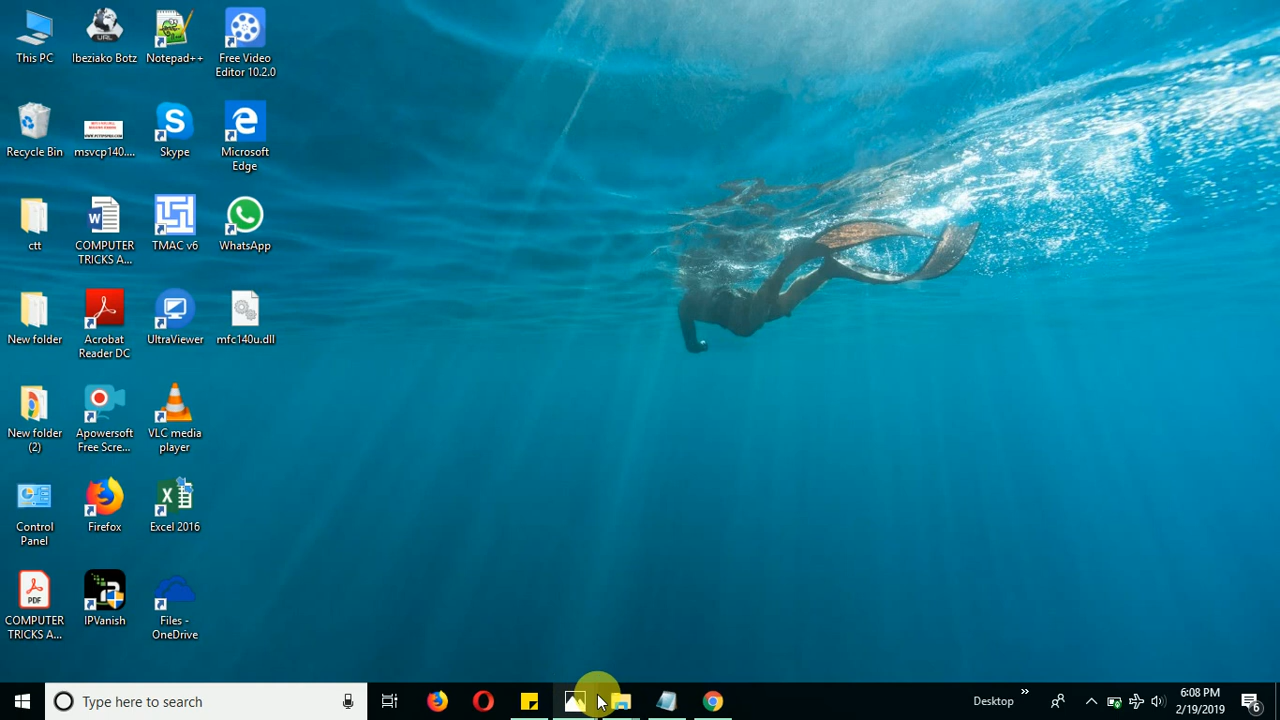 This PC
Ibeziako Botz
Notepad++
Free Video
Editor 10.2.0
Recycle Bin
msvcp140....
Skype
Microsoft
Edge
ctt
COMPUTER
TRICKS A...
TMAC v6
WhatsApp
New folder
Acrobat
Reader DC
UltraViewer
mfc140u.dll
New folder
(2)
Apowersoft
Free Scre...
VLC media
player
Control
Panel
Firefox
Excel 2016
PDF
COMPUTER
TRICKS A...
IPVanish
Files -
OneDrive
Type here to search
Desktop
6:08 PM
2/19/2019
6